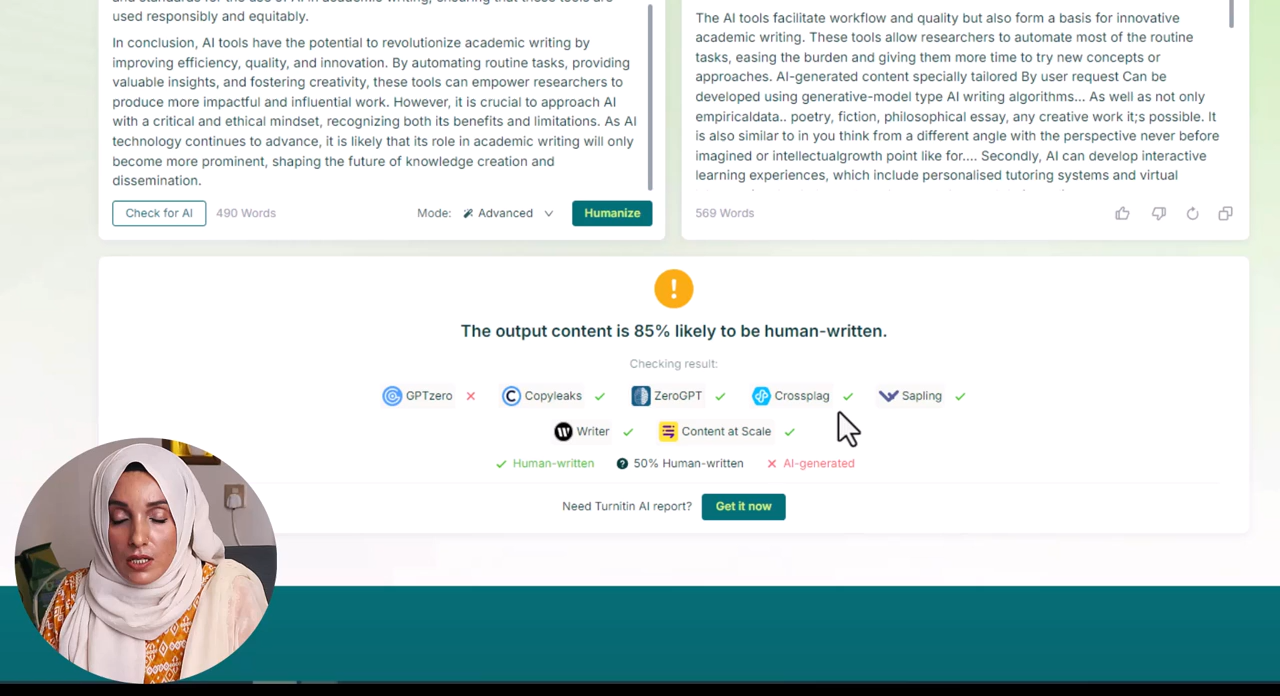 used responsibly and equitably.
In conclusion, AI tools have the potential to revolutionize academic writing by
improving efficiency, quality, and innovation. By automating routine tasks, providing
valuable insights, and fostering creativity, these tools can empower researchers to
produce more impactful and influential work. However, it is crucial to approach AI
with a critical and ethical mindset, recognizing both its benefits and limitations. As AI
technology continues to advance, it is likely that its role in academic writing will only
become more prominent, shaping the future of knowledge creation and
dissemination.
Check for AI 490 Words Mode: Advanced Humanize
The AI tools facilitate workflow and quality but also form a basis for innovative
academic writing. These tools allow researchers to automate most of the routine
tasks, easing the burden and giving them more time to try new concepts or
approaches. AI-generated content specially tailored By user request Can be
developed using generative-model type AI writing algorithms... As well as not only
empiricaldata.. poetry, fiction, philosophical essay, any creative work it;s possible. It
is also similar to in you think from a different angle with the perspective never before
imagined or intellectualgrowth point like for.... Secondly, AI can develop interactive
learning experiences, which include personalised tutoring systems and virtual
569 Words
The output content is 85% likely to be human-written.
Checking result:
GPTzero Copyleaks ZeroGPT Crossplag Sapling
Writer Content at Scale
Human-written 50% Human-written AI-generated
Need Turnitin AI report? Get it now